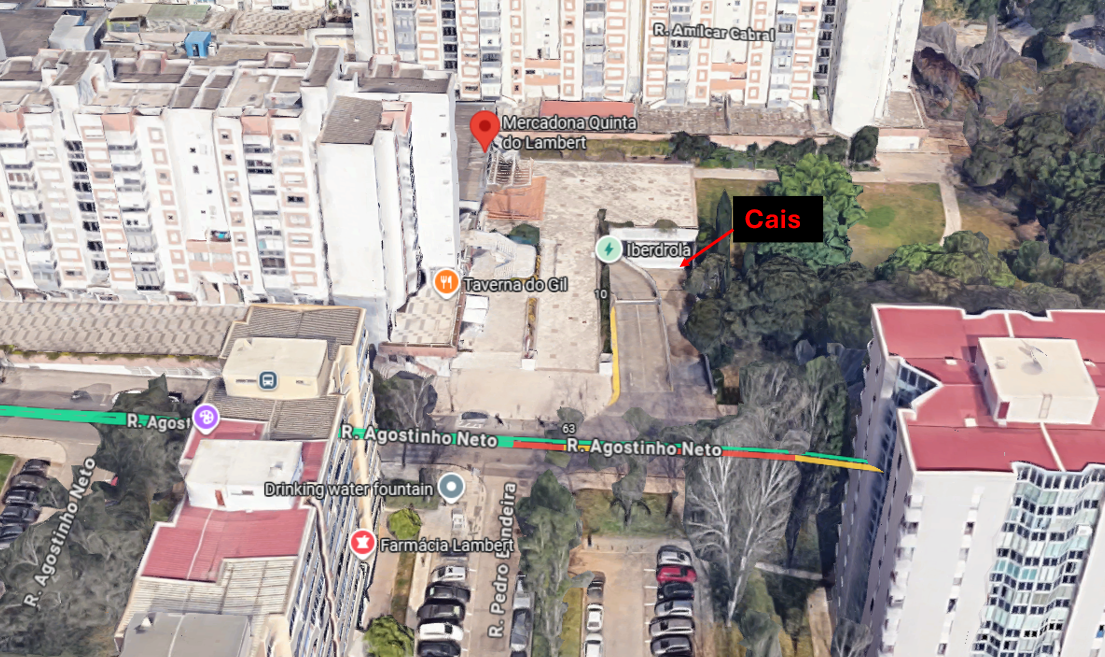 R. Amílcar Cabral
Mercadona Quinta
do Lambert
Cais
Iberdrola
Taverna do Gil
10
R. Agost
R. Agostinho Neto
63
R. Agostinho Neto
R. Agostinho Neto
Drinking water fountain
R. Pedro Bandeira
Farmácia Lambert